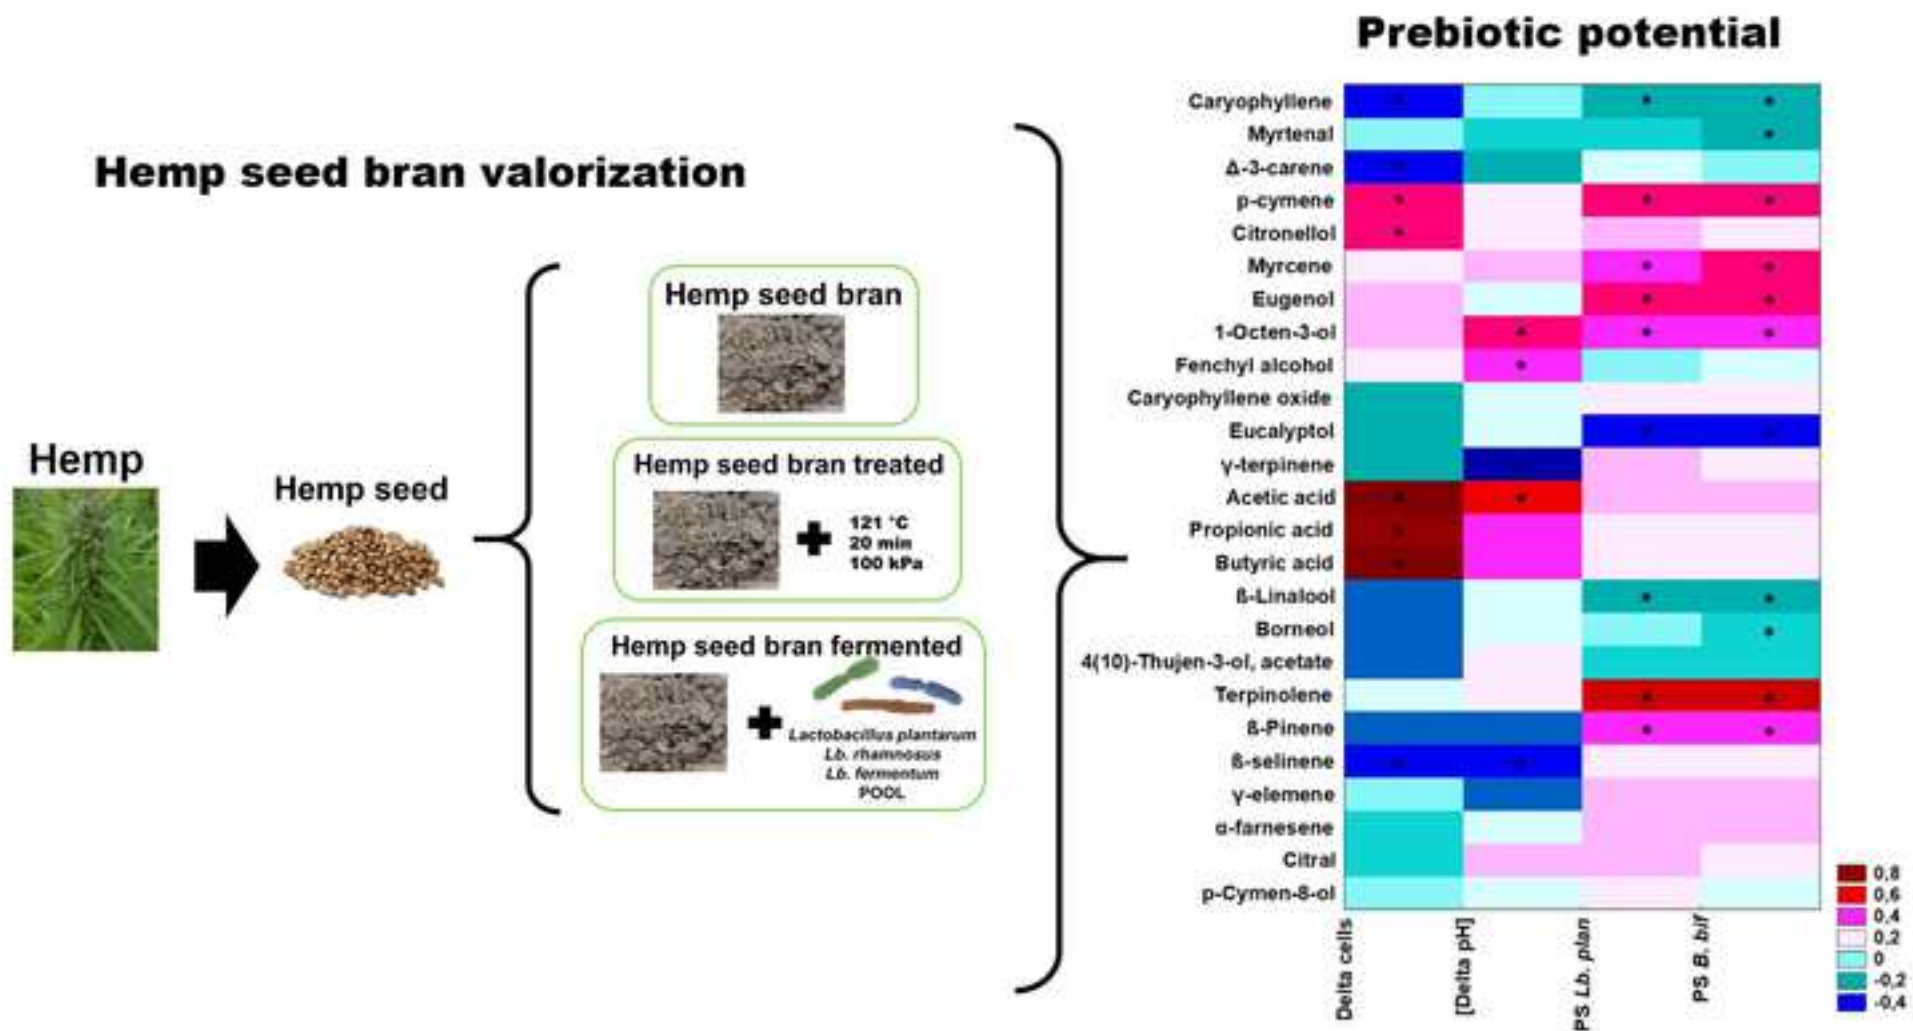 Prebiotic potential
Hemp seed bran valorization
Hemp
Hemp seed
Hemp seed bran
Hemp seed bran treated
121 °C
20 min
100 kPa
Hemp seed bran fermented
Lactobacillus plantarum
Lb. rhamnosus
Lb. fermentum
POOL
Caryophyllene
Myrtenal
Δ-3-carene
p-cymene
Citronellol
Myrcene
Eugenol
1-Octen-3-ol
Fenchyl alcohol
Caryophyllene oxide
Eucalyptol
γ-terpinene
Acetic acid
Propionic acid
Butyric acid
ß-Linalool
Borneol
4(10)-Thujen-3-ol, acetate
Terpinolene
ß-Pinene
ß-selinene
γ-elemene
α-farnesene
Citral
p-Cymen-8-ol
Delta cells
[Delta pH]
PS Lb. plan
PS B. bif
0,8
0,6
0,4
0,2
0
-0,2
-0,4